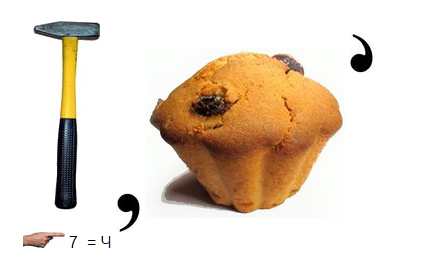 ,
,
7 = Ч